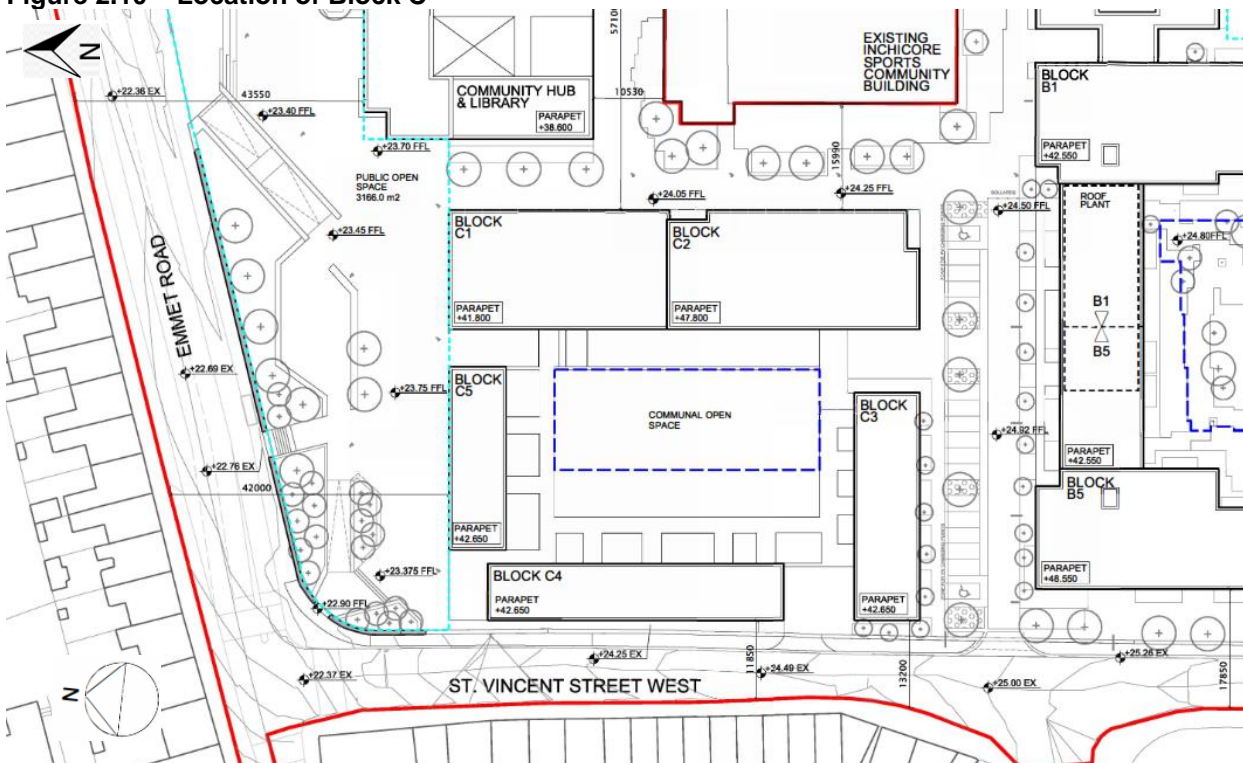 Figure 2.10 Location of Block C
N
+22.36 EX
43550
+23.40 FFL
COMMUNITY HUB
& LIBRARY
PARAPET
+38.600
57100
10530
EXISTING
INCHICORE
SPORTS
COMMUNITY
BUILDING
BLOCK
B1
PARAPET
+42.550
+23.70 FFL
PUBLIC OPEN
SPACE
3166.0 m2
15990
+24.05 FFL
+24.25 FFL
BOLLARDS
+24.50 FFL
ROOF
PLANT
+24.80FFL
+23.45 FFL
EMMET ROAD
BLOCK
C1
PARAPET
+41.800
BLOCK
C2
PARAPET
+47.800
B1
B5
+22.69 EX
+23.75 FFL
BLOCK
C5
PARAPET
+42.650
COMMUNAL OPEN
SPACE
BLOCK
C3
PARAPET
+42.650
+24.92 FFL
PARAPET
+42.550
+22.76 EX
42000
BLOCK
B5
PARAPET
+48.550
+23.375 FFL
BLOCK C4
PARAPET
+42.650
+22.90 FFL
+22.37 EX
+24.25 EX
11850
+24.49 EX
13200
+25.00 EX
+25.26 EX
17850
ST. VINCENT STREET WEST
N